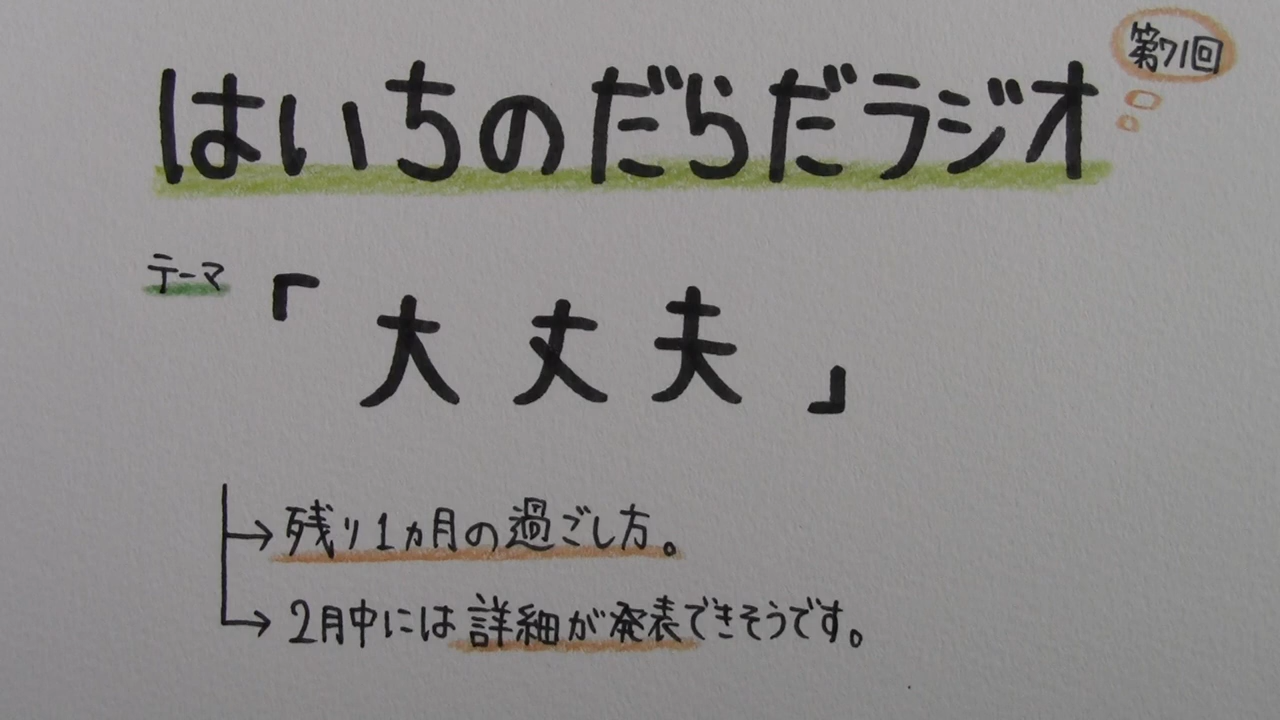 第71回
はいちのだらだラジオ
テーマ
「大丈夫」
残り1ヵ月の過ごし方。
2月中には詳細が発表できそうです。